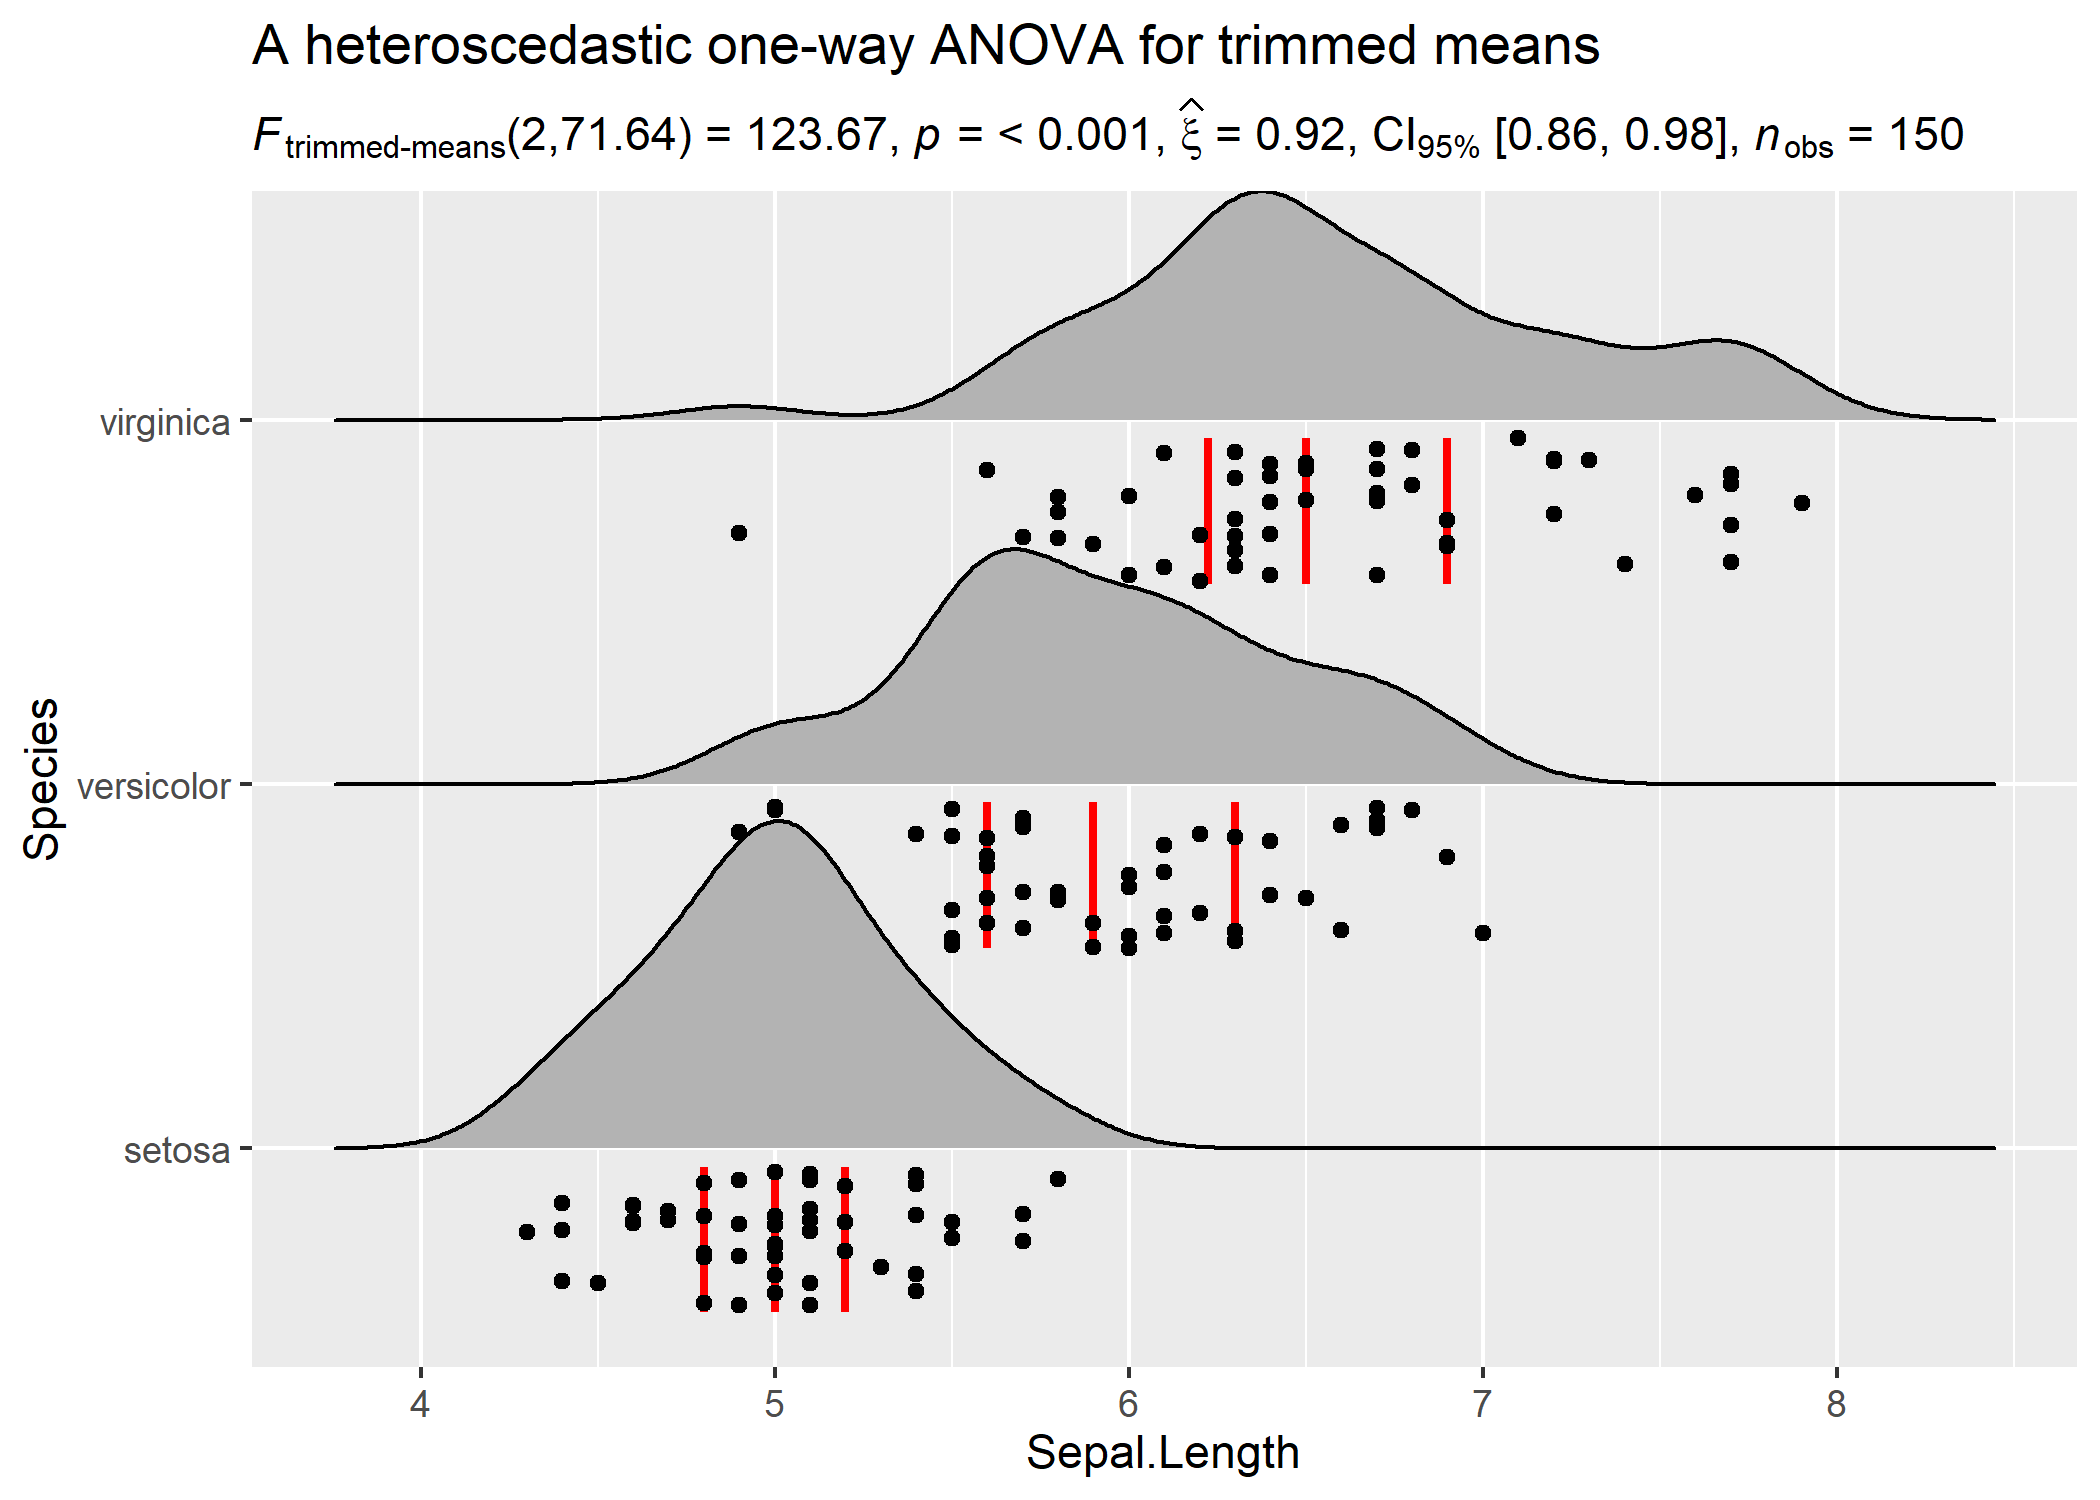 A heteroscedastic one-way ANOVA for trimmed means
F trimmed-means(2,71.64) = 123.67, p = < 0.001, ξ̂ = 0.92, CI95% [0.86, 0.98], nobs = 150
virginica
versicolor
setosa
Species
4 5 6 7 8
Sepal.Length